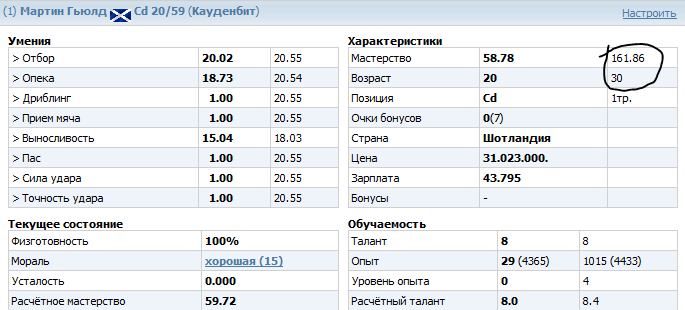 (1) Мартин Гьюолд Cd 20/59 (Кауденбит) Настроить
Умения
> Отбор 20.02 20.55
> Опека 18.73 20.54
> Дриблинг 1.00 20.55
> Прием мяча 1.00 20.55
> Выносливость 15.04 18.03
> Пас 1.00 20.55
> Сила удара 1.00 20.55
> Точность удара 1.00 20.55
Характеристики
Мастерство 58.78 161.86
Возраст 20 30
Позиция Cd 1тр.
Очки бонусов 0(7)
Страна Шотландия
Цена 31.023.000.
Зарплата 43.795
Бонусы -
Текущее состояние
Физготовность 100%
Мораль хорошая (15)
Усталость 0.000
Расчётное мастерство 59.72
Обучаемость
Талант 8 8
Опыт 29 (4365) 1015 (4433)
Уровень опыта 0 4
Расчётный талант 8.0 8.4